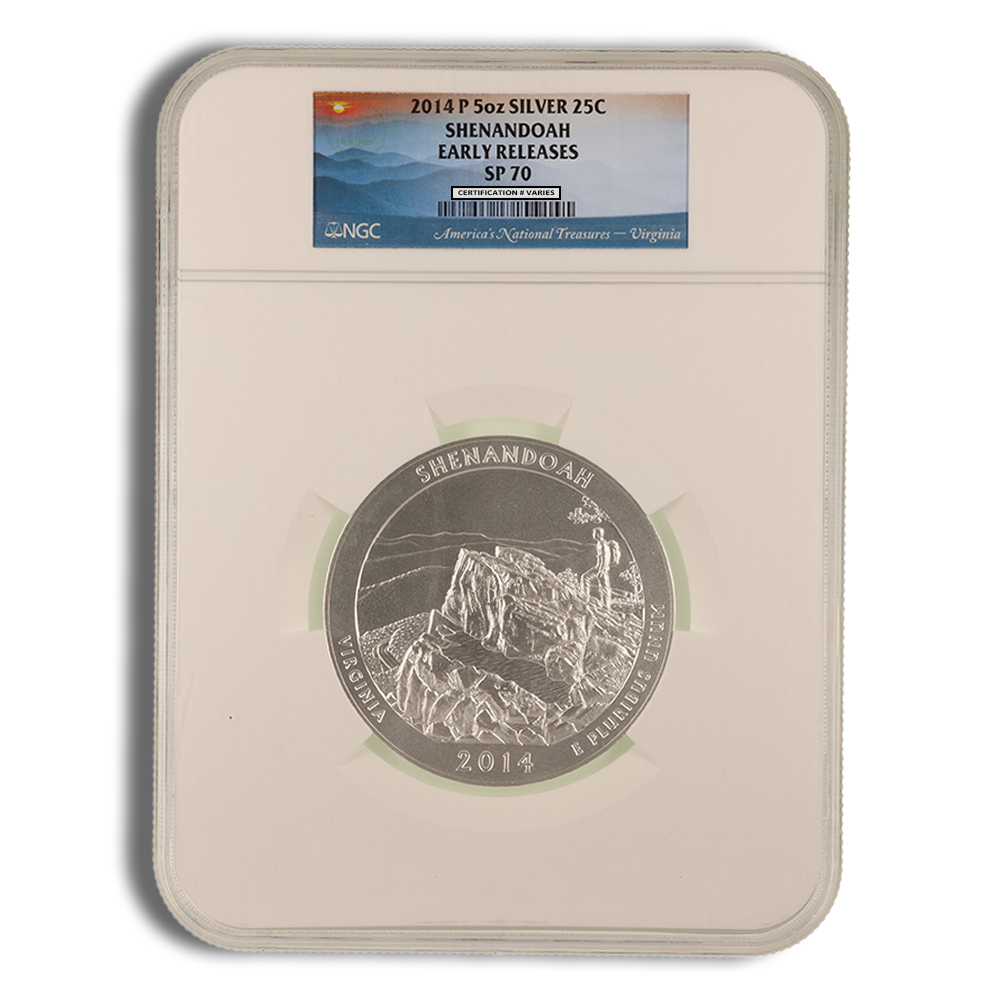 2014 P 5oz SILVER 25C
SHENANDOAH
EARLY RELEASES
SP 70
CERTIFICATION # VARIES
NGC
America's National Treasures — Virginia
SHENANDOAH
VIRGINIA
2014
E PLURIBUS UNUM